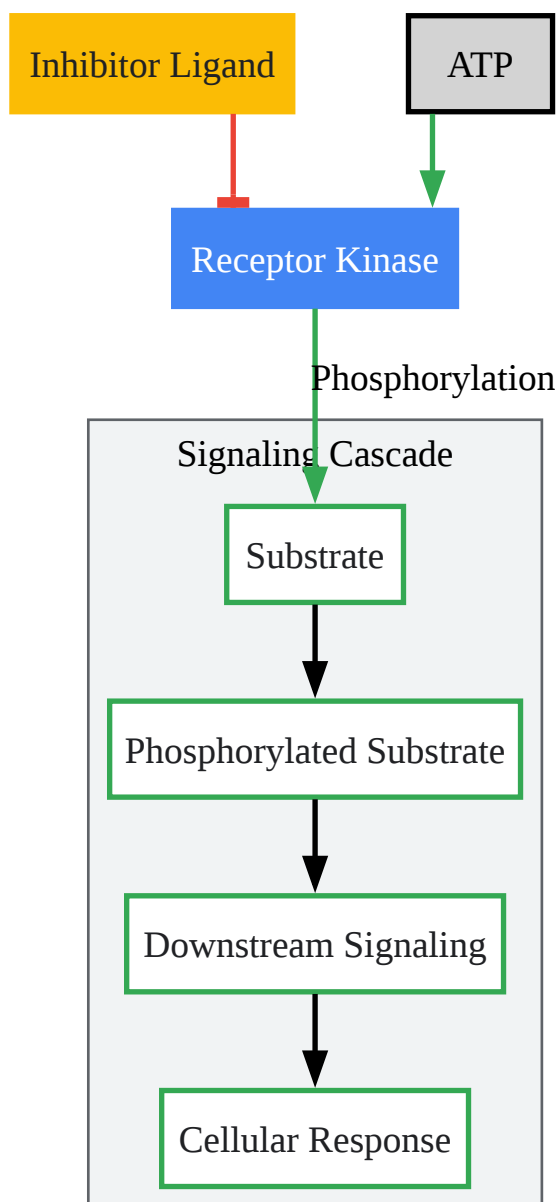 Inhibitor Ligand
ATP
Receptor Kinase
Phosphorylation
Signaling Cascade
Substrate
Phosphorylated Substrate
Downstream Signaling
Cellular Response